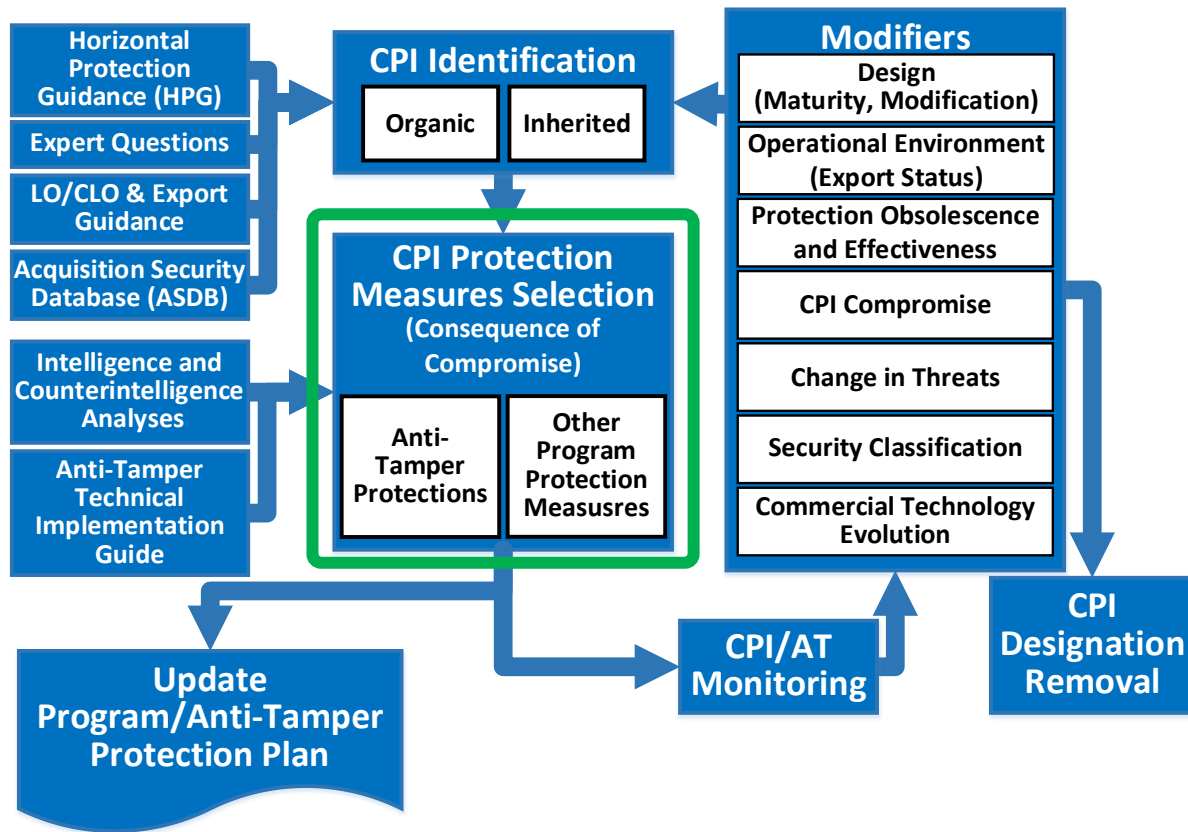 Horizontal
Protection
Guidance (HPG)
Expert Questions
LO/CLO & Export
Guidance
Acquisition Security
Database (ASDB)
Intelligence and
Counterintelligence
Analyses
Anti-Tamper
Technical
Implementation
Guide
CPI Identification
Organic
Inherited
CPI Protection
Measures Selection
(Consequence of
Compromise)
Anti-
Tamper
Protections
Other
Program
Protection
Measusres
Modifiers
Design
(Maturity, Modification)
Operational Environment
(Export Status)
Protection Obsolescence
and Effectiveness
CPI Compromise
Change in Threats
Security Classification
Commercial Technology
Evolution
Update
Program/Anti-Tamper
Protection Plan
CPI/AT
Monitoring
CPI
Designation
Removal